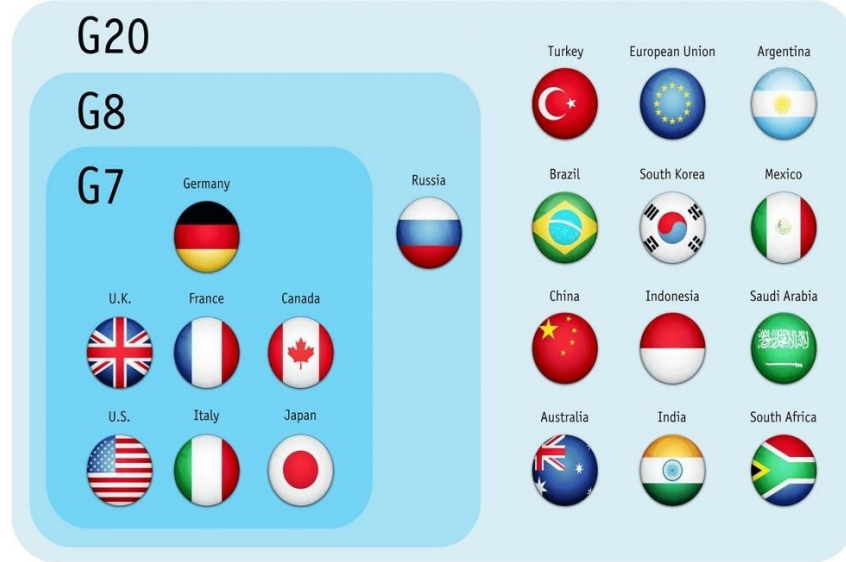 G20
Turkey European Union Argentina
G8
G7
Germany Russia Brazil South Korea Mexico
U.K. France Canada China Indonesia Saudi Arabia
U.S. Italy Japan Australia India South Africa